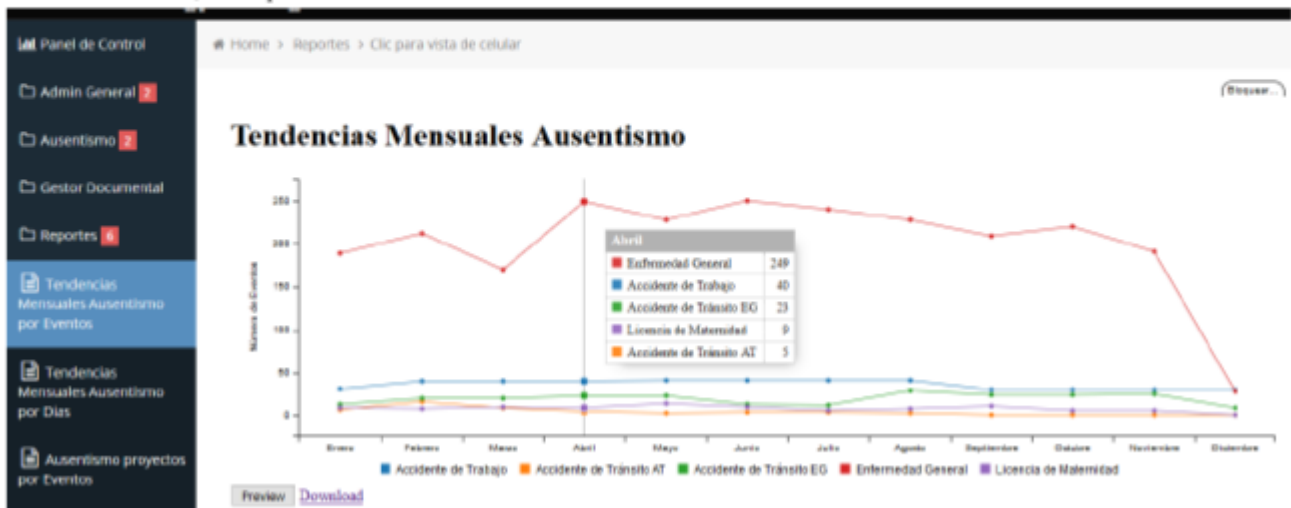 Panel de Control
Home > Reportes > Clic para vista de celular
Admin General 2
Ausentismo 2
Gestor Documental
Reportes 6
Tendencias
Mensuales Ausentismo
por Eventos
Tendencias
Mensuales Ausentismo
por Dias
Ausentismo proyectos
por Eventos
Tendencias Mensuales Ausentismo
Número de Eventos
250
200
150
100
50
0
Abril
Enfermedad General 249
Accidente de Trabajo 40
Accidente de Tránsito EG 23
Licencia de Maternidad 9
Accidente de Tránsito AT 5
Enero Febrero Marzo Abril Mayo Junio Julio Agosto Septiembre Octubre Noviembre Diciembre
Accidente de Trabajo Accidente de Tránsito AT Accidente de Tránsito EG Enfermedad General Licencia de Maternidad
Preview Download